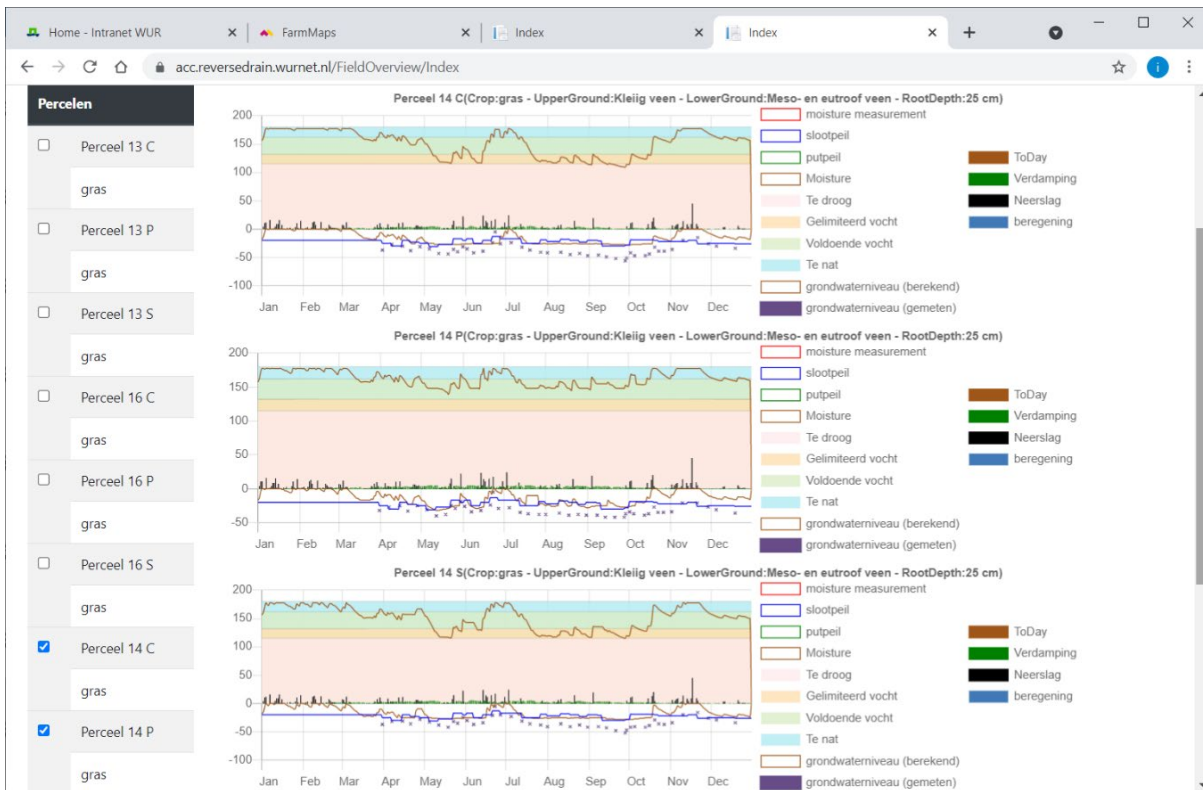 Home - Intranet WUR
FarmMaps
Index
Index
acc.reversedrain.wurnet.nl/FieldOverview/Index
i
Percelen
Perceel 13 C
gras
Perceel 13 P
gras
Perceel 13 S
gras
Perceel 16 C
gras
Perceel 16 P
gras
Perceel 16 S
gras
Perceel 14 C
gras
Perceel 14 P
gras
Perceel 14 C(Crop:gras - UpperGround:Kleiig veen - LowerGround:Meso- en eutroof veen - RootDepth:25 cm)
200
150
100
50
0
-50
-100
Jan Feb Mar Apr May Jun Jul Aug Sep Oct Nov Dec
moisture measurement
slootpeil
putpeil
Moisture
Te droog
Gelimiteerd vocht
Voldoende vocht
Te nat
grondwaterniveau (berekend)
grondwaterniveau (gemeten)
ToDay
Verdamping
Neerslag
beregening
Perceel 14 P(Crop:gras - UpperGround:Kleiig veen - LowerGround:Meso- en eutroof veen - RootDepth:25 cm)
200
150
100
50
0
-50
Jan Feb Mar Apr May Jun Jul Aug Sep Oct Nov Dec
moisture measurement
slootpeil
putpeil
Moisture
Te droog
Gelimiteerd vocht
Voldoende vocht
Te nat
grondwaterniveau (berekend)
grondwaterniveau (gemeten)
ToDay
Verdamping
Neerslag
beregening
Perceel 14 S(Crop:gras - UpperGround:Kleiig veen - LowerGround:Meso- en eutroof veen - RootDepth:25 cm)
200
150
100
50
0
-50
-100
Jan Feb Mar Apr May Jun Jul Aug Sep Oct Nov Dec
moisture measurement
slootpeil
putpeil
Moisture
Te droog
Gelimiteerd vocht
Voldoende vocht
Te nat
grondwaterniveau (berekend)
grondwaterniveau (gemeten)
ToDay
Verdamping
Neerslag
beregening